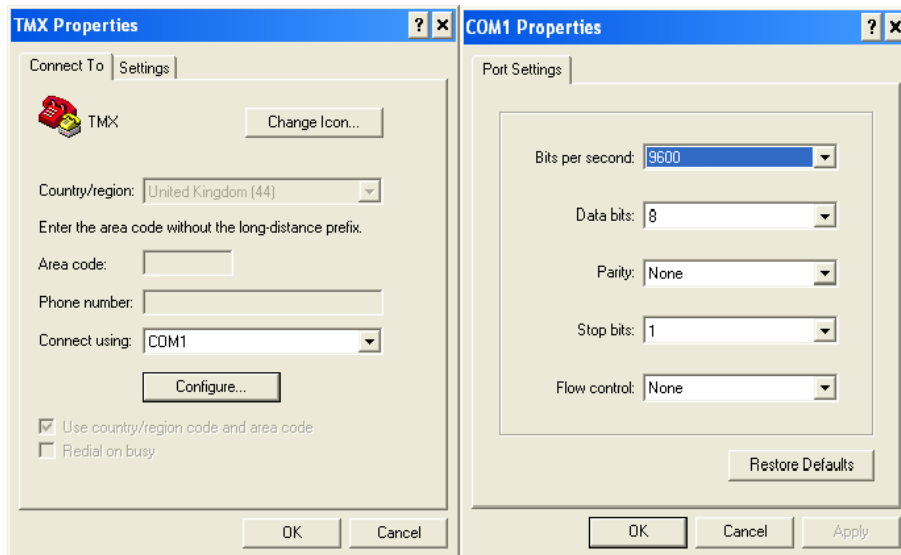 TMX Properties
Connect To
Settings
TMX
Change Icon...
Country/region: United Kingdom (44)
Enter the area code without the long-distance prefix.
Area code:
Phone number:
Connect using: COM1
Configure...
Use country/region code and area code
Redial on busy
OK
Cancel
COM1 Properties
Port Settings
Bits per second: 9600
Data bits: 8
Parity: None
Stop bits: 1
Flow control: None
Restore Defaults
OK
Cancel
Apply